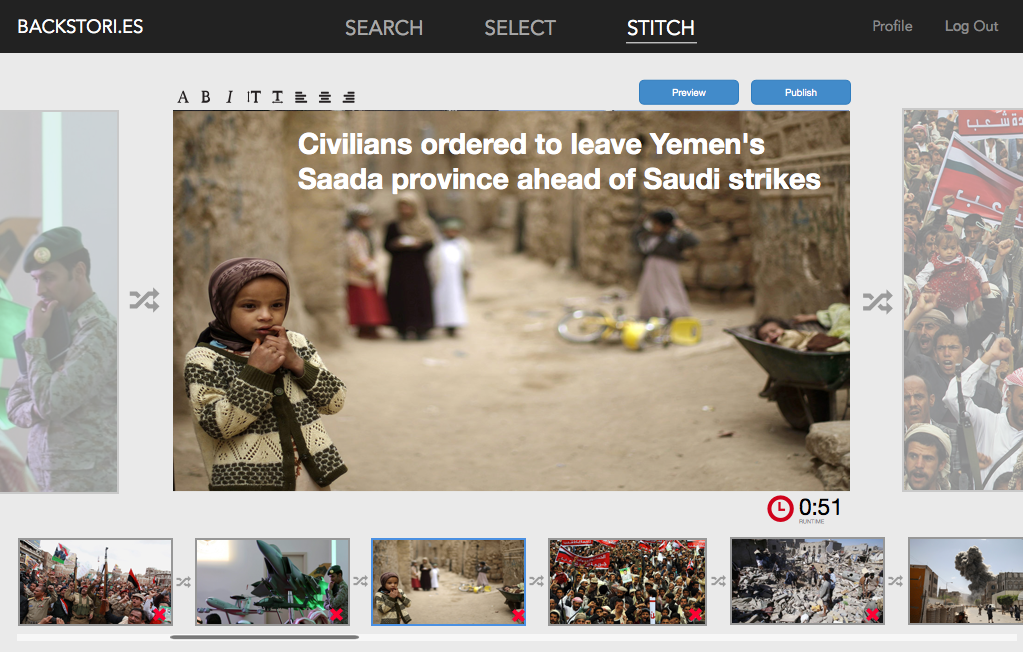 BACKSTORI.ES
SEARCH
SELECT
STITCH
Profile
Log Out
A B I T T
Preview
Publish
Civilians ordered to leave Yemen's
Saada province ahead of Saudi strikes
0:51
RUNTIME